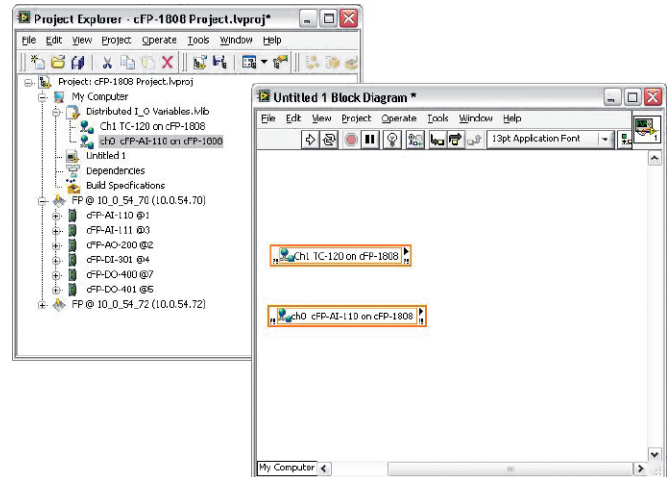 Project Explorer - cFP-1808 Project.lvproj*
File Edit View Project Operate Tools Window Help
Project: cFP-1808 Project.lvproj
My Computer
Distributed I_O Variables.lvlib
Ch1 TC-120 on cFP-1808
ch0 cFP-AI-110 on cFP-1808
Untitled 1
Dependencies
Build Specifications
FP @ 10_0_54_70 (10.0.54.70)
cFP-AI-110 @1
cFP-AI-111 @3
cFP-AO-200 @2
cFP-DI-301 @4
cFP-DO-400 @7
cFP-DO-401 @5
FP @ 10_0_54_72 (10.0.54.72)
Untitled 1 Block Diagram *
File Edit View Project Operate Tools Window Help
13pt Application Font
1
Ch1 TC-120 on cFP-1808
ch0 cFP-AI-110 on cFP-1808
My Computer